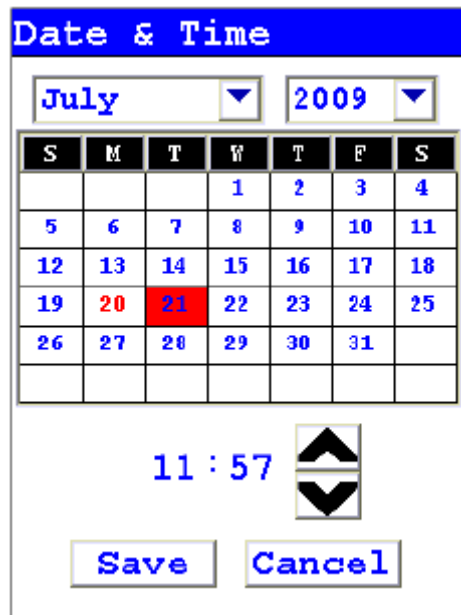 Date & Time
July 2009
S M T W T F S
1 2 3 4
5 6 7 8 9 10 11
12 13 14 15 16 17 18
19 20 21 22 23 24 25
26 27 28 29 30 31
11:57
Save Cancel